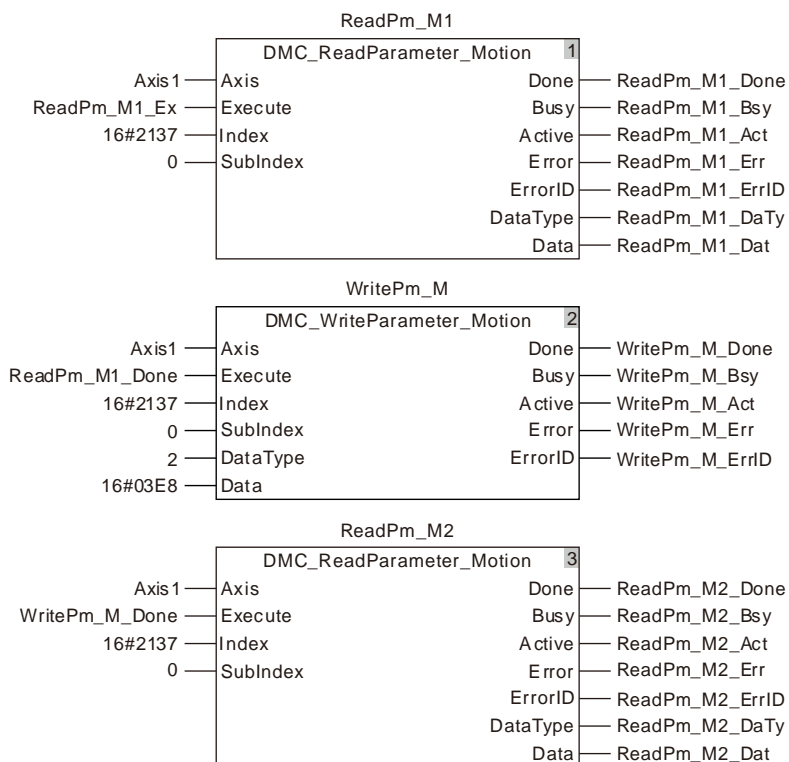 ReadPm_M1
DMC_ReadParameter_Motion 1
Axis1 Axis Done ReadPm_M1_Done
ReadPm_M1_Ex Execute Busy ReadPm_M1_Bsy
16#2137 Index Active ReadPm_M1_Act
0 SubIndex Error ReadPm_M1_Err
ErrorID ReadPm_M1_ErrID
DataType ReadPm_M1_DaTy
Data ReadPm_M1_Dat
WritePm_M
DMC_WriteParameter_Motion 2
Axis1 Axis Done WritePm_M_Done
ReadPm_M1_Done Execute Busy WritePm_M_Bsy
16#2137 Index Active WritePm_M_Act
0 SubIndex Error WritePm_M_Err
2 DataType ErrorID WritePm_M_ErrID
16#03E8 Data
ReadPm_M2
DMC_ReadParameter_Motion 3
Axis1 Axis Done ReadPm_M2_Done
WritePm_M_Done Execute Busy ReadPm_M2_Bsy
16#2137 Index Active ReadPm_M2_Act
0 SubIndex Error ReadPm_M2_Err
ErrorID ReadPm_M2_ErrID
DataType ReadPm_M2_DaTy
Data ReadPm_M2_Dat